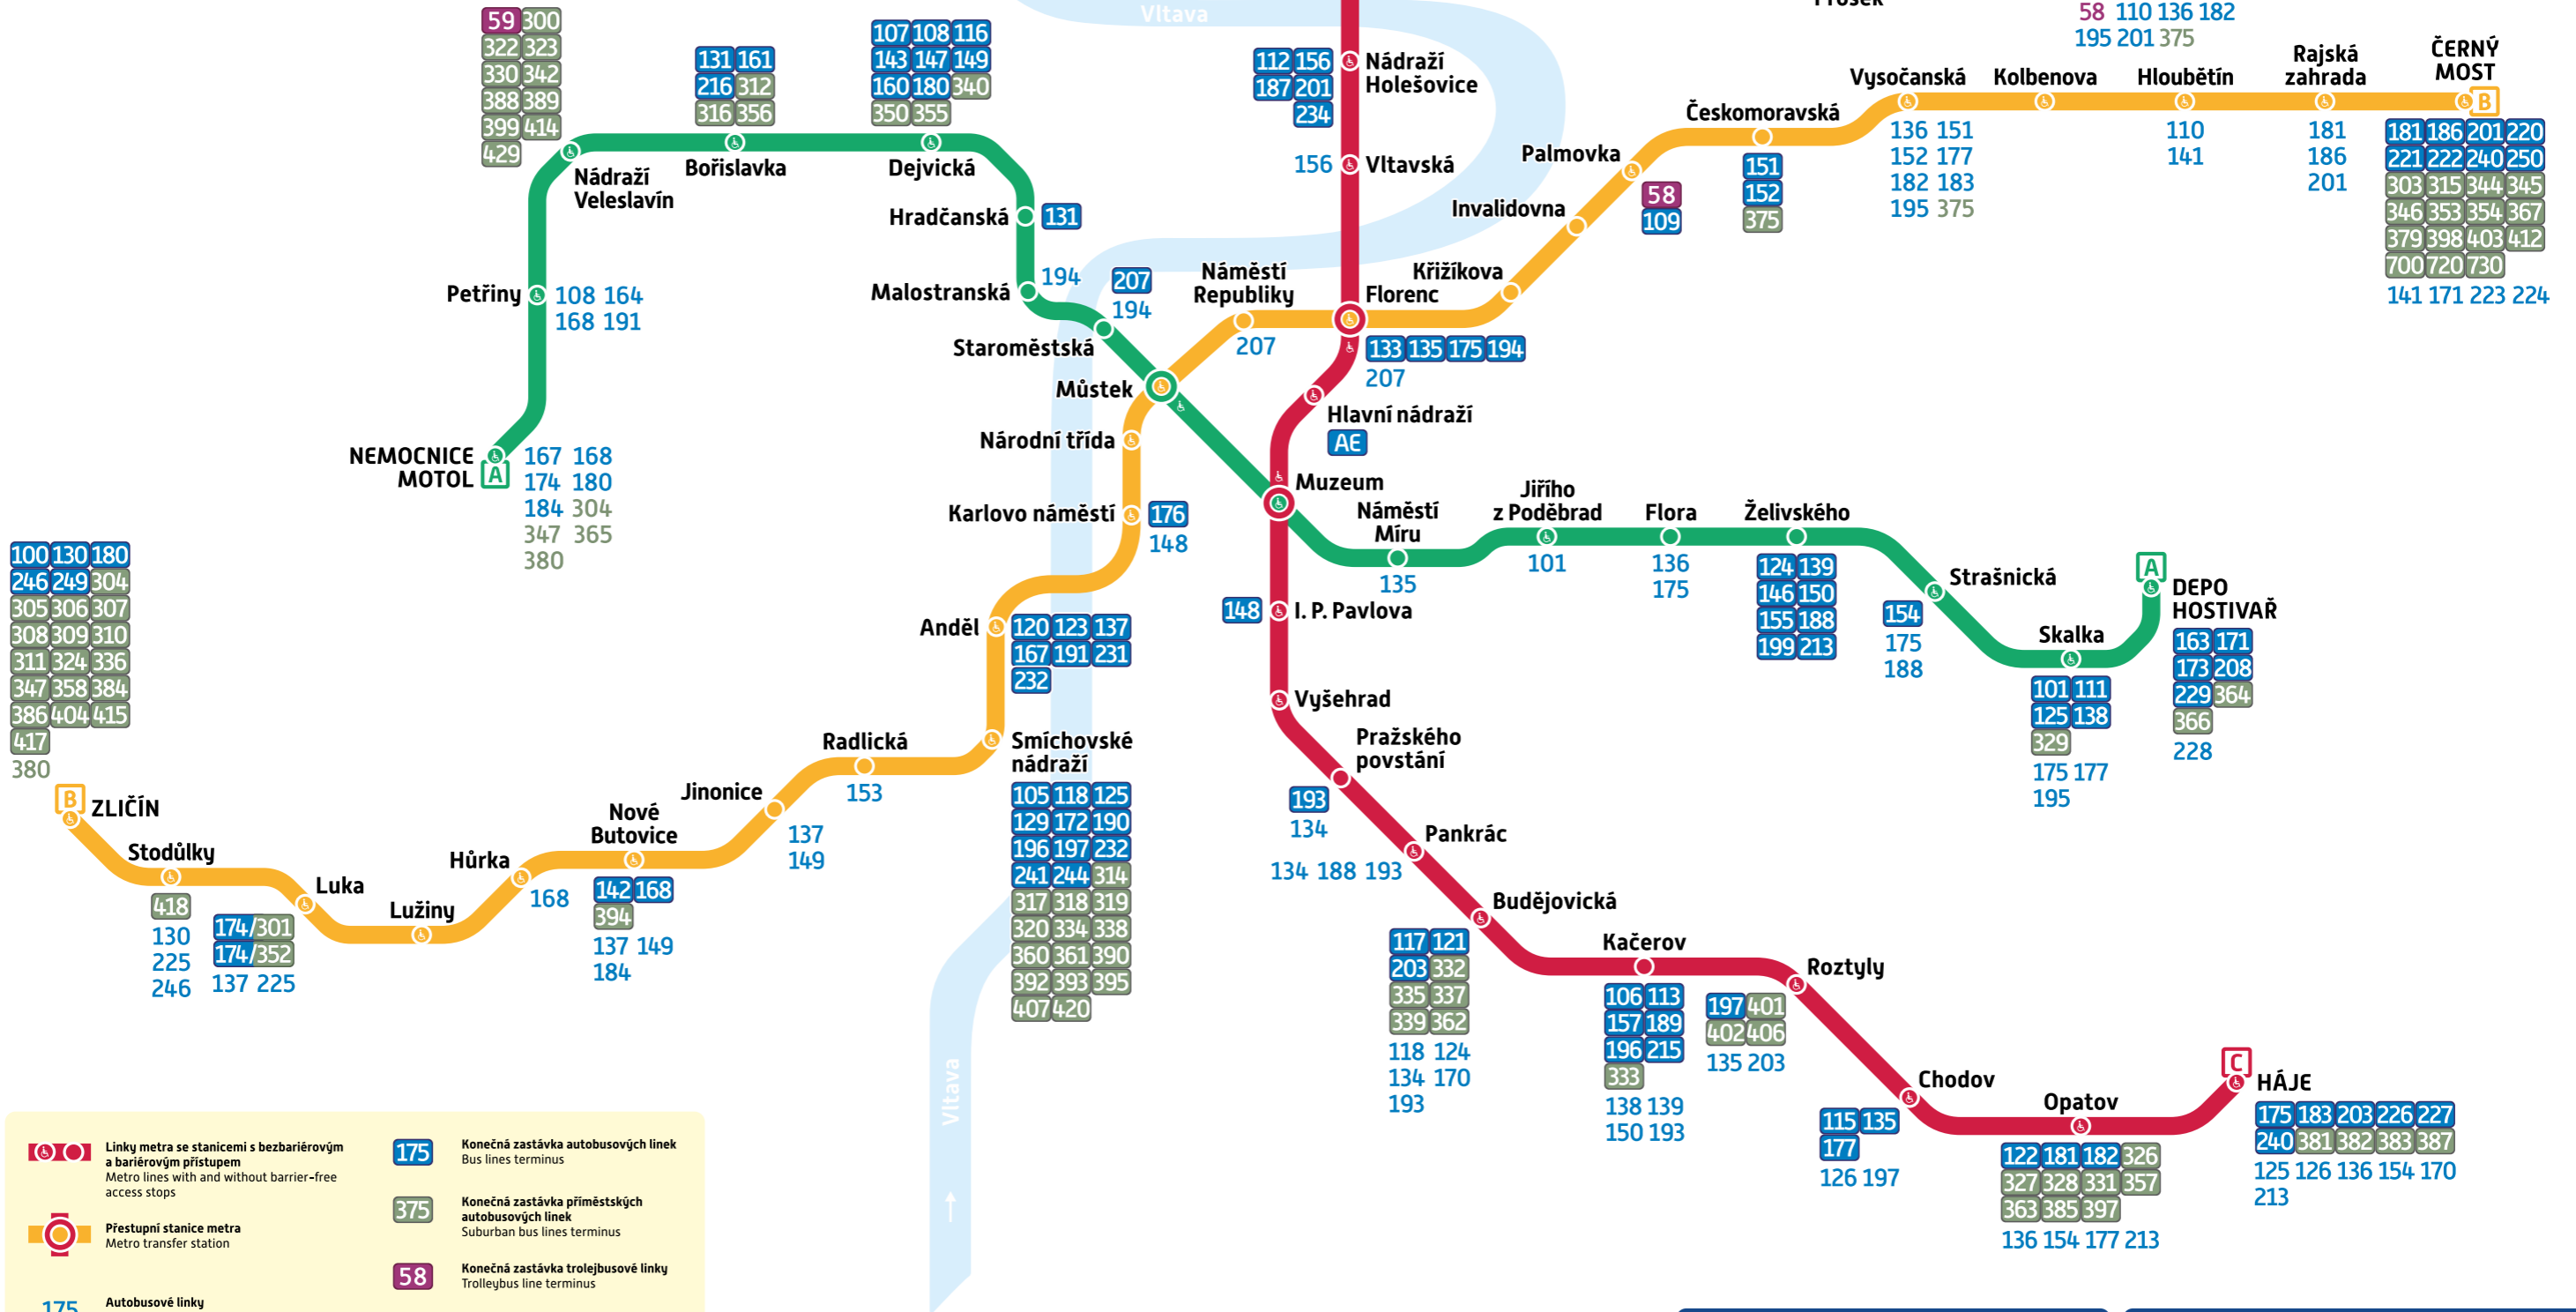 Vltava
58 110 136 182
195 201 375
59 300
322 323
330 342
388 389
399 414
429
Nádraží
Veleslavín
131 161
216 312
316 356
Bořislavka
107 108 116
143 147 149
160 180 340
350 355
Dejvická
Hradčanská
131
Malostranská
194
207
194
Staroměstská
Můstek
Petřiny
108 164
168 191
NEMOCNICE
MOTOL
A
167 168
174 180
184 304
347 365
380
112 156
187 201
234
Nádraží
Holešovice
156
Vltavská
Náměstí
Republiky
207
Křižíkova
Florenc
133 135 175 194
207
Hlavní nádraží
AE
Muzeum
Invalidovna
Palmovka
58
109
Českomoravská
151
152
375
Vysočanská
136 151
152 177
182 183
195 375
Kolbenova
Hloubětín
110
141
Rajská
zahrada
181
186
201
ČERNÝ
MOST
B
181 186 201 220
221 222 240 250
303 315 344 345
346 353 354 367
379 398 403 412
700 720 730
141 171 223 224
Národní třída
Karlovo náměstí
176
148
Anděl
120 123 137
167 191 231
232
Náměstí
Míru
135
Jiřího
z Poděbrad
101
Flora
136
175
Želivského
124 139
146 150
155 188
199 213
Strašnická
154
175
188
Skalka
101 111
125 138
329
175 177
195
A
DEPO
HOSTIVAŘ
163 171
173 208
229 364
366
228
148
I. P. Pavlova
Vyšehrad
Pražského
povstání
193
134
Pankrác
134 188 193
Budějovická
117 121
203 332
335 337
339 362
118 124
134 170
193
Kačerov
106 113
157 189
196 215
333
138 139
150 193
Roztyly
197 401
402 406
135 203
Chodov
115 135
177
126 197
Opatov
122 181 182 326
327 328 331 357
363 385 397
136 154 177 213
C
HÁJE
175 183 203 226 227
240 381 382 383 387
125 126 136 154 170
213
100 130 180
246 249 304
305 306 307
308 309 310
311 324 336
347 358 384
386 404 415
417
380
B
ZLIČÍN
Stodůlky
418
130
225
246
Luka
174/301
174/352
137 225
Lužiny
Hůrka
168
Nové
Butovice
142 168
394
137 149
184
Jinonice
137
149
Radlická
153
Smíchovské
nádraží
105 118 125
129 172 190
196 197 232
241 244 314
317 318 319
320 334 338
360 361 390
392 393 395
407 420
Vltava
Linky metra se stanicemi s bezbariérovým
a bariérovým přístupem
Metro lines with and without barrier-free
access stops
Přestupní stanice metra
Metro transfer station
175
Autobusové linky
175
Konečná zastávka autobusových linek
Bus lines terminus
375
Konečná zastávka příměstských
autobusových linek
Suburban bus lines terminus
58
Konečná zastávka trolejbusové linky
Trolleybus line terminus